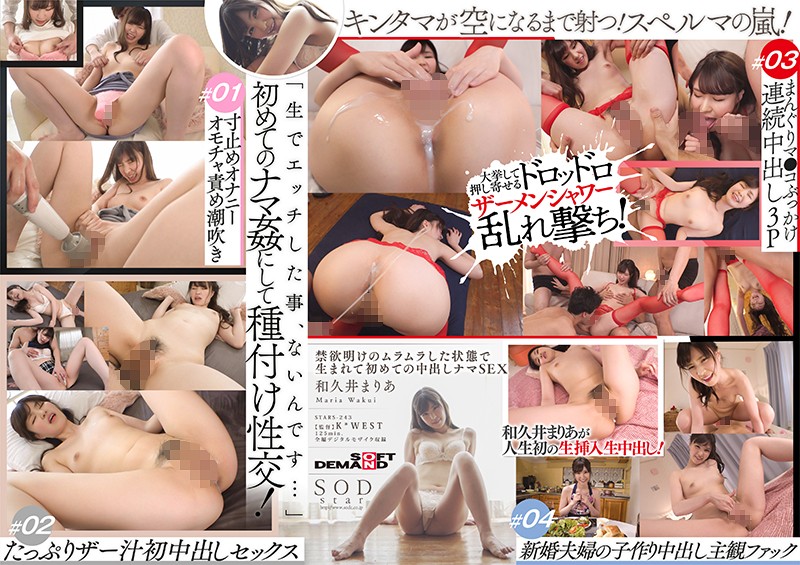 キンタマが空になるまで射つ!スペルマの嵐!
#01
寸止めオナニー
オモチャ責め潮吹き
「生でエッチした事、ないんです…」
初めてのナマ姦にして種付け性交!
#02
たっぷりザー汁初中出しセックス
#03
まんぐりマ●コぶっかけ
連続中出し3P
大挙して
押し寄せる
ドロッドロ
ザーメンシャワー
乱れ撃ち!
禁欲明けのムラムラした状態で
生まれて初めての中出しナマSEX
和久井まりあ
Maria Wakui
STARS-243
【監督】K*WEST
125min.
全編デジタルモザイク収録
SOFT
ON
DEMAND
SOD
star
和久井まりあが
人生初の生挿入生中出し!
#04
新婚夫婦の子作り中出し主観ファック